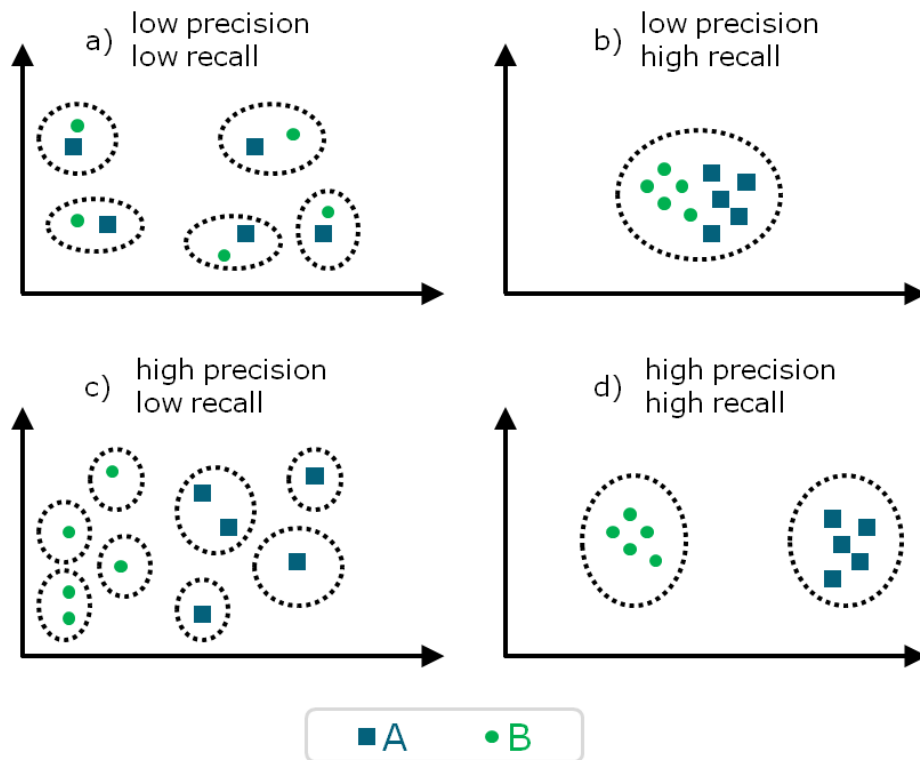 a) low precision
low recall
b) low precision
high recall
c) high precision
low recall
d) high precision
high recall
A
B